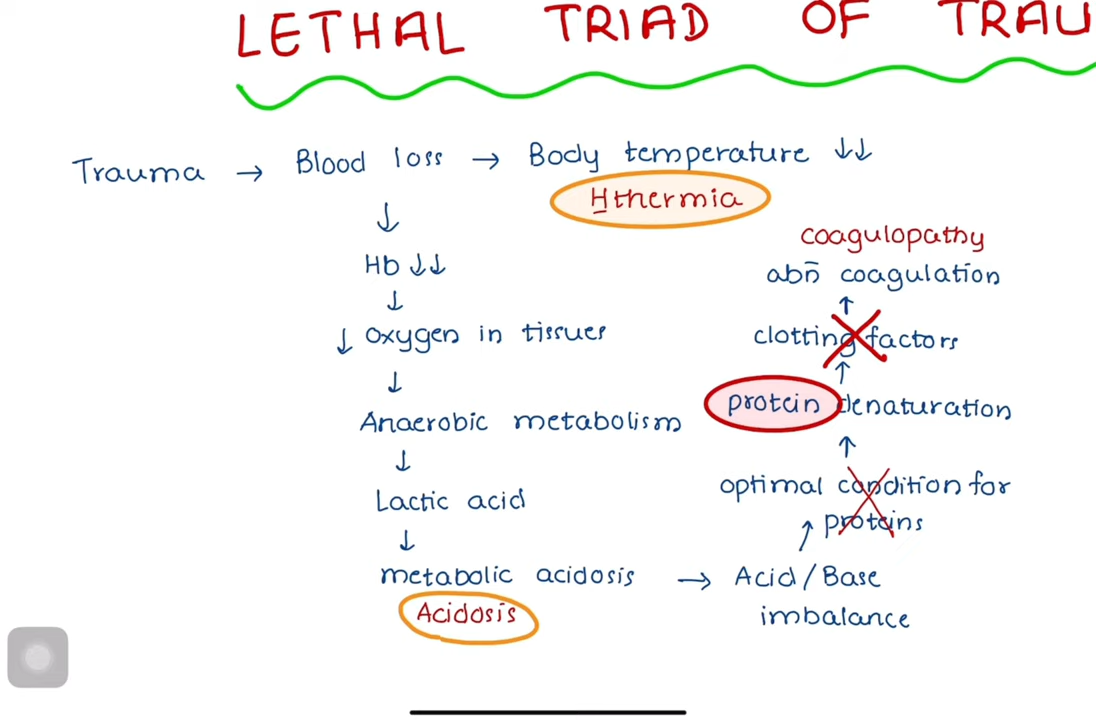 LETHAL TRIAD OF TRAU
Trauma → Blood loss → Body temperature ↓↓
Hthermia
↓
Hb ↓↓
↓
↓ Oxygen in tissues
↓
Anaerobic metabolism
↓
Lactic acid
↓
metabolic acidosis → Acid/Base
imbalance
Acidosis
coagulopathy
abn̄ coagulation
↑
clotting factors
↑
protein denaturation
↑
optimal condition for
↑ proteins